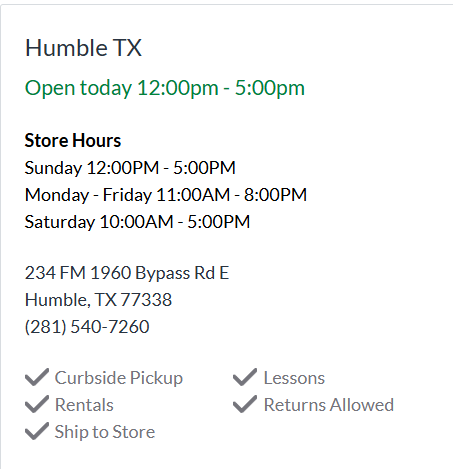 Humble TX
Open today 12:00pm - 5:00pm
Store Hours
Sunday 12:00PM - 5:00PM
Monday - Friday 11:00AM - 8:00PM
Saturday 10:00AM - 5:00PM
234 FM 1960 Bypass Rd E
Humble, TX 77338
(281) 540-7260
Curbside Pickup Lessons
Rentals Returns Allowed
Ship to Store